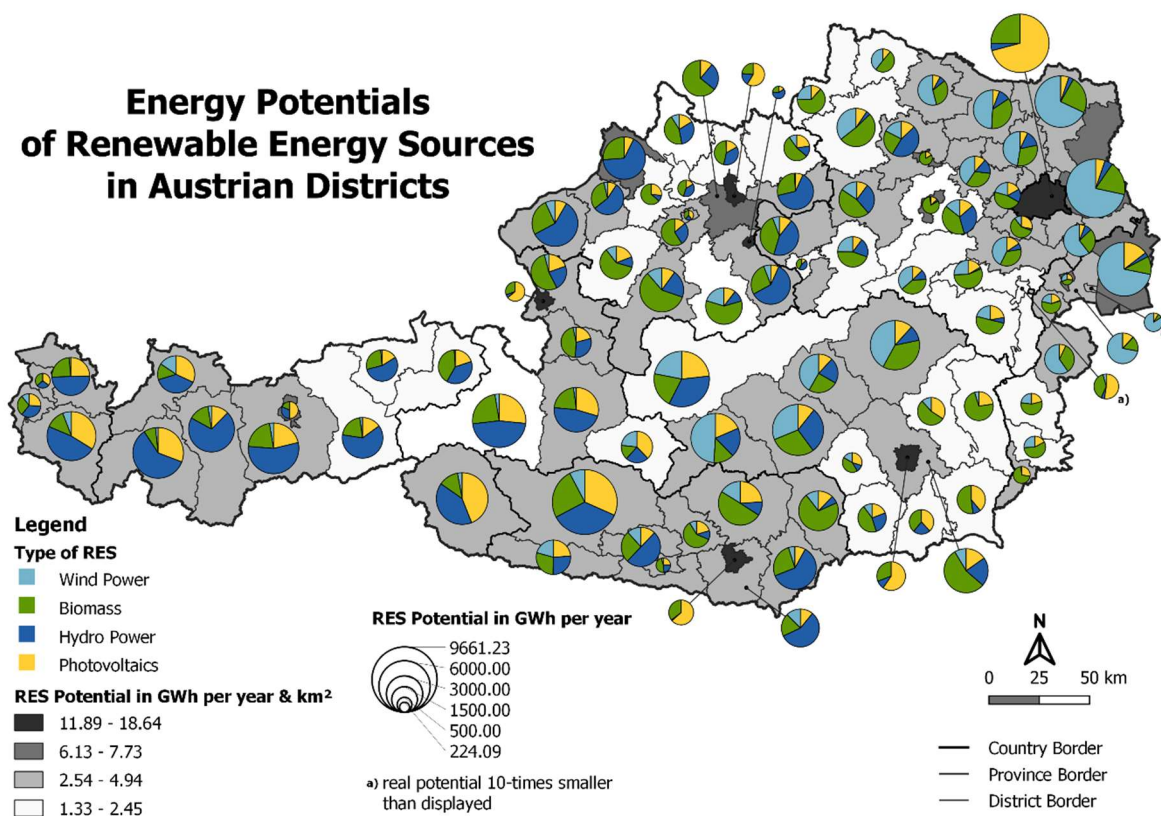 Energy Potentials
of Renewable Energy Sources
in Austrian Districts
a)
Legend
Type of RES
Wind Power
Biomass
Hydro Power
Photovoltaics
RES Potential in GWh per year & km²
11.89 - 18.64
6.13 - 7.73
2.54 - 4.94
1.33 - 2.45
RES Potential in GWh per year
9661.23
6000.00
3000.00
1500.00
500.00
224.09
a) real potential 10-times smaller
than displayed
N
0 25 50 km
Country Border
Province Border
District Border